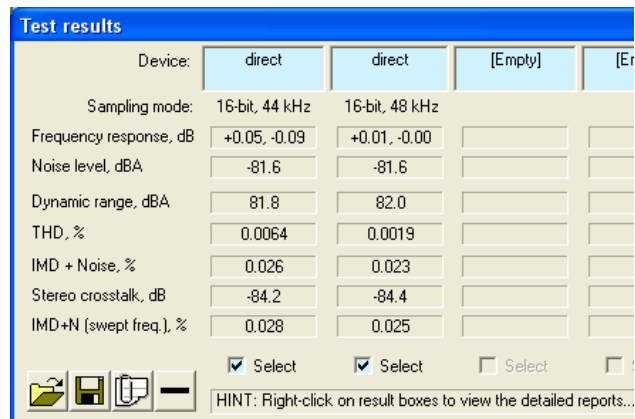 Test results
Device: direct direct [Empty]
Sampling mode: 16-bit, 44 kHz 16-bit, 48 kHz
Frequency response, dB +0.05, -0.09 +0.01, -0.00
Noise level, dBA -81.6 -81.6
Dynamic range, dBA 81.8 82.0
THD, % 0.0064 0.0019
IMD + Noise, % 0.026 0.023
Stereo crosstalk, dB -84.2 -84.4
IMD+N (swept freq.), % 0.028 0.025
Select Select Select
HINT: Right-click on result boxes to view the detailed reports...